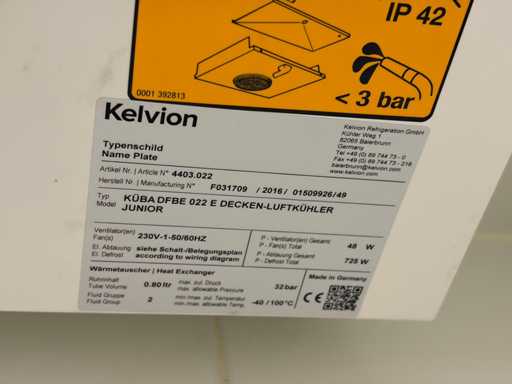 IP 42
0001 392813
< 3 bar
Kelvion
Kelvion Refrigeration GmbH
Kühler Weg 1
82065 Baierbrunn
Germany
Tel +49 (0) 89 744 73 - 0
Fax +49 (0) 89 744 73 - 216
www.kelvion.com
Typenschild
Name Plate
Artikel Nr. | Article N° 4403.022
Herstell Nr | Manufacturing N° F031709 / 2016/ 01509926/49
Typ
Model
KÜBA DFBE 022 E DECKEN-LUFTKÜHLER
JUNIOR
Ventilator(en)
Fan(s)
230V-1-50/60HZ
P - Ventilator(en) Gesamt
P - Fan(s) Total
48 W
El. Abtauung
El. Defrost
siehe Schalt-/Belegungsplan
according to wiring diagram
P - Abtauung Gesamt
P - Defrost Total
725 W
Wärmetauscher | Heat Exchanger
Rohrinhalt
Tube Volume
0.80 ltr
max. zul. Druck
max. allowable Pressure
32 bar
Fluid Gruppe
Fluid Group
2
min./max. zul. Temperatur
min./max. allowable Temp.
-40 / 100°C
Made in Germany
CE